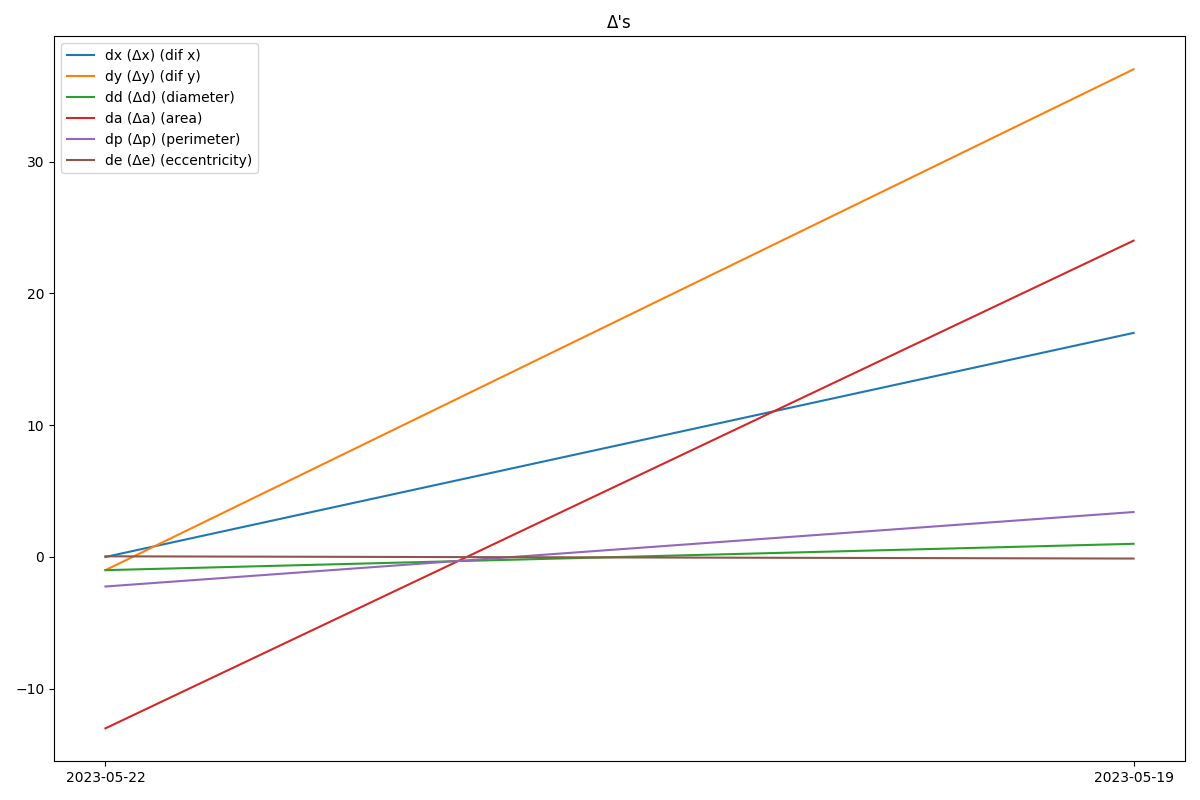 Δ's
dx (Δx) (dif x)
dy (Δy) (dif y)
dd (Δd) (diameter)
da (Δa) (area)
dp (Δp) (perimeter)
de (Δe) (eccentricity)
30
20
10
0
−10
2023-05-22
2023-05-19